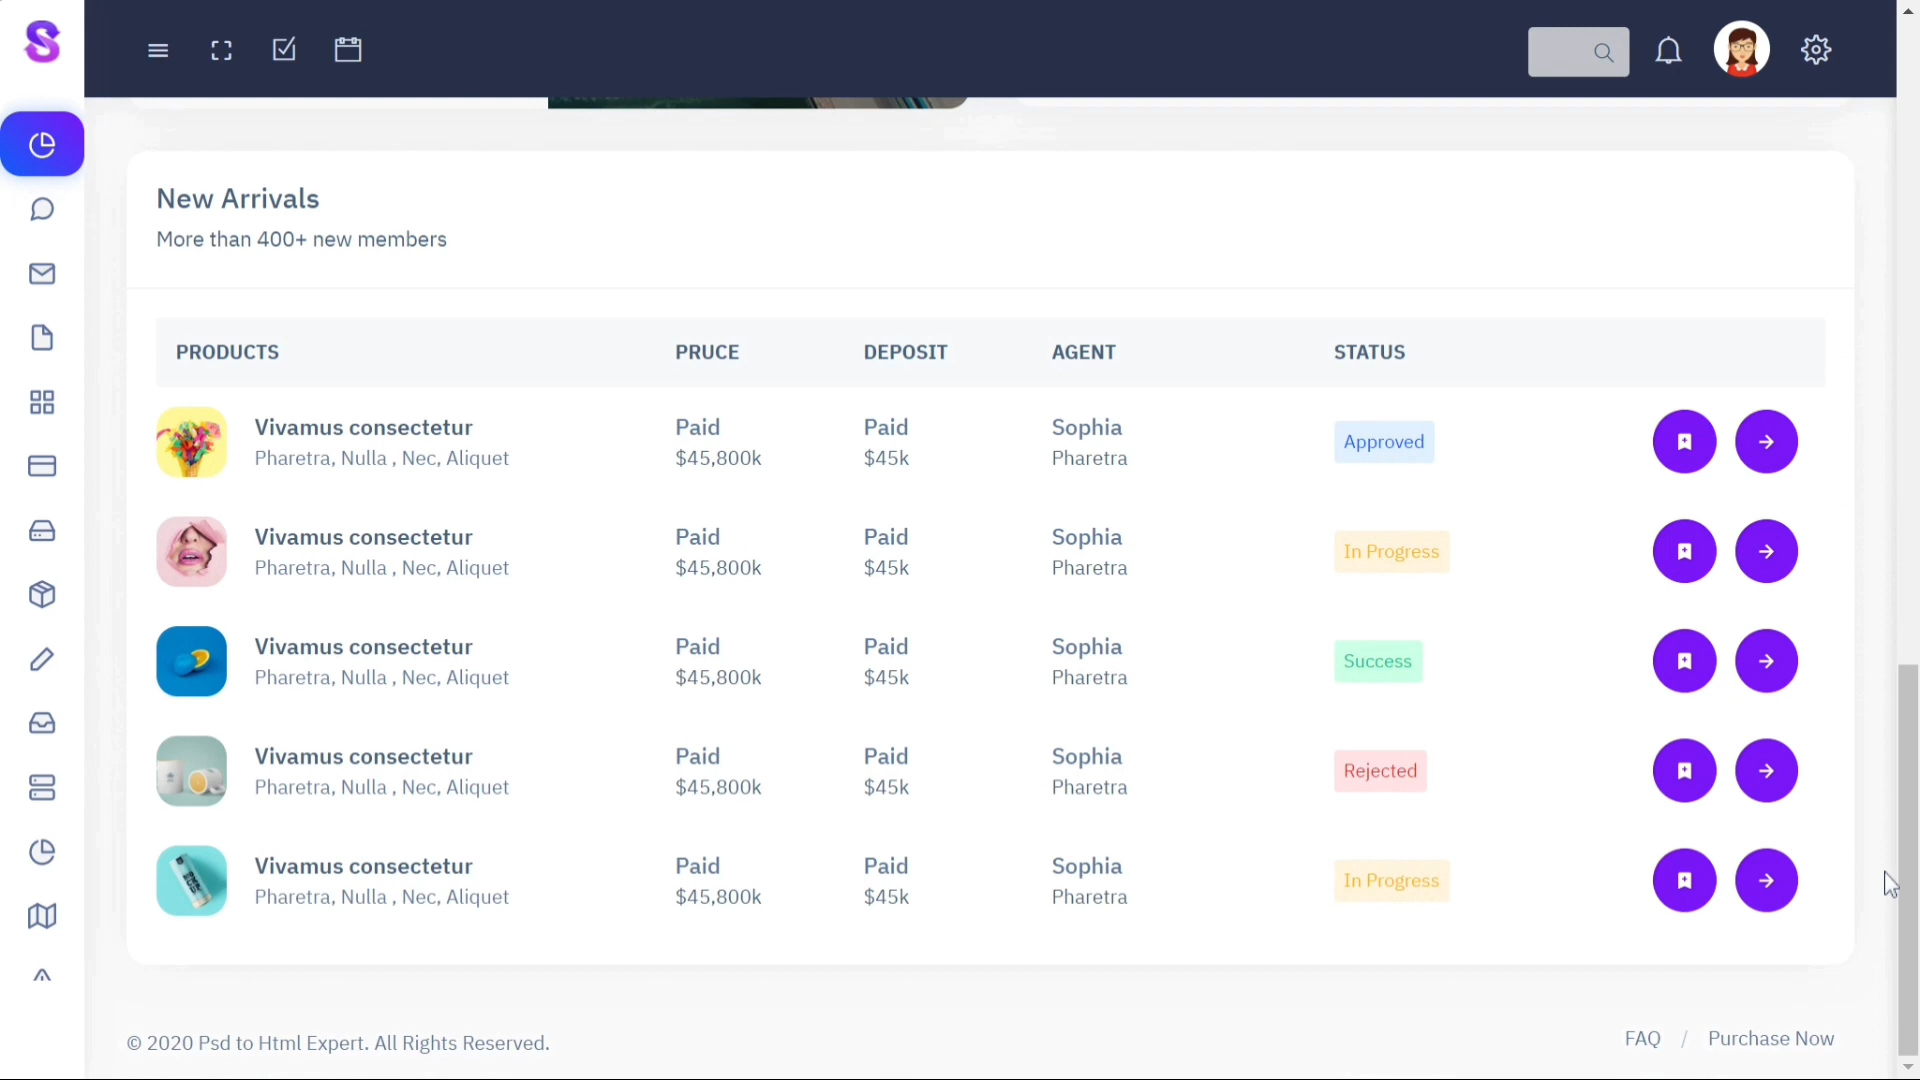 New Arrivals
More than 400+ new members
PRODUCTS PRUCE DEPOSIT AGENT STATUS
Vivamus consectetur Paid Paid Sophia
Pharetra, Nulla , Nec, Aliquet $45,800k $45k Pharetra
Approved
Vivamus consectetur Paid Paid Sophia
Pharetra, Nulla , Nec, Aliquet $45,800k $45k Pharetra
In Progress
Vivamus consectetur Paid Paid Sophia
Pharetra, Nulla , Nec, Aliquet $45,800k $45k Pharetra
Success
Vivamus consectetur Paid Paid Sophia
Pharetra, Nulla , Nec, Aliquet $45,800k $45k Pharetra
Rejected
Vivamus consectetur Paid Paid Sophia
Pharetra, Nulla , Nec, Aliquet $45,800k $45k Pharetra
In Progress
© 2020 Psd to Html Expert. All Rights Reserved.
FAQ / Purchase Now